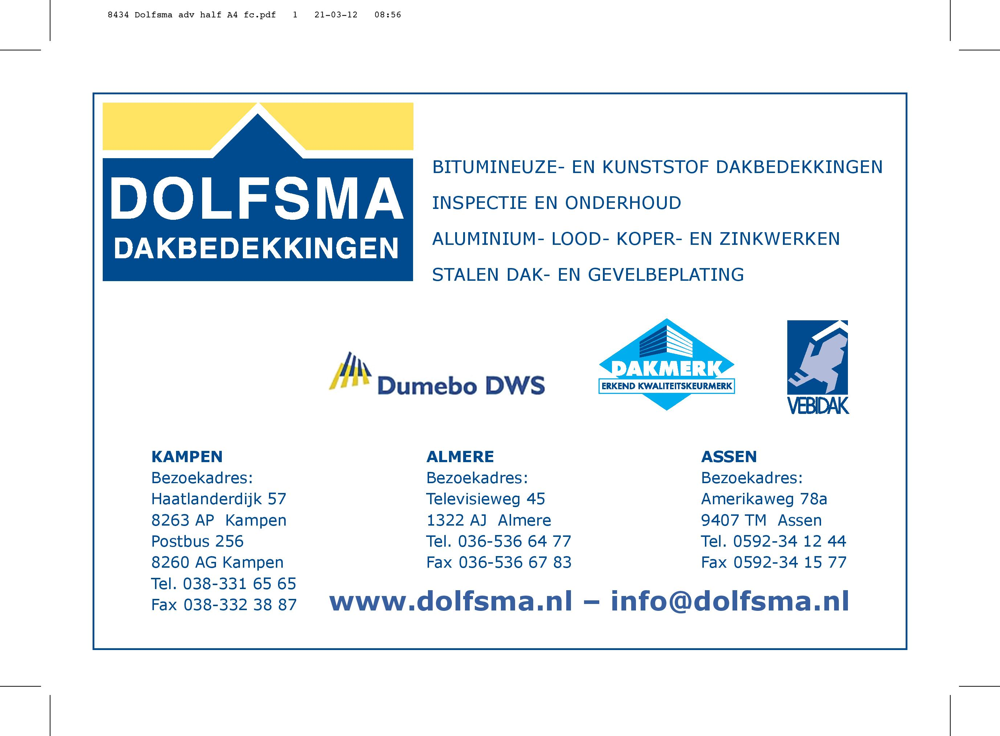 8434 Dolfsma adv half A4 fc.pdf   1   21-03-12   08:56
DOLFSMA
DAKBEDEKKINGEN
BITUMINEUZE- EN KUNSTSTOF DAKBEDEKKINGEN
INSPECTIE EN ONDERHOUD
ALUMINIUM- LOOD- KOPER- EN ZINKWERKEN
STALEN DAK- EN GEVELBEPLATING
Dumebo DWS
DAKMERK
ERKEND KWALITEITSKEURMERK
VEBIDAK
KAMPEN
Bezoekadres:
Haatlanderdijk 57
8263 AP  Kampen
Postbus 256
8260 AG Kampen
Tel. 038-331 65 65
Fax 038-332 38 87
ALMERE
Bezoekadres:
Televisieweg 45
1322 AJ  Almere
Tel. 036-536 64 77
Fax 036-536 67 83
ASSEN
Bezoekadres:
Amerikaweg 78a
9407 TM  Assen
Tel. 0592-34 12 44
Fax 0592-34 15 77
www.dolfsma.nl – info@dolfsma.nl